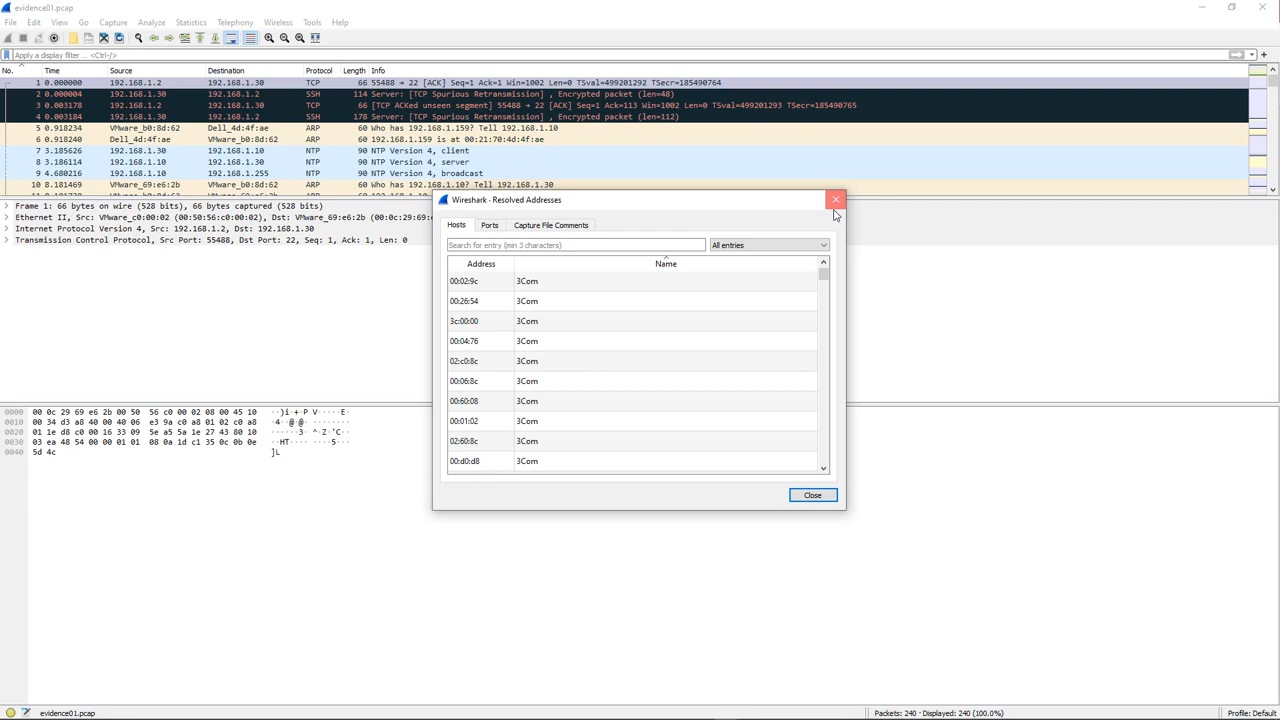 evidence01.pcap
File Edit View Go Capture Analyze Statistics Telephony Wireless Tools Help
Apply a display filter ... <Ctrl-/>
No. Time Source Destination Protocol Length Info
1 0.000000 192.168.1.2 192.168.1.30 TCP 66 55488 → 22 [ACK] Seq=1 Ack=1 Win=1002 Len=0 TSval=499201292 TSecr=185490764
2 0.000004 192.168.1.30 192.168.1.2 SSH 114 Server: [TCP Spurious Retransmission] , Encrypted packet (len=48)
3 0.003178 192.168.1.2 192.168.1.30 TCP 66 [TCP ACKed unseen segment] 55488 → 22 [ACK] Seq=1 Ack=113 Win=1002 Len=0 TSval=499201293 TSecr=185490765
4 0.003184 192.168.1.30 192.168.1.2 SSH 178 Server: [TCP Spurious Retransmission] , Encrypted packet (len=112)
5 0.918234 VMware_b0:8d:62 Dell_4d:4f:ae ARP 60 Who has 192.168.1.159? Tell 192.168.1.10
6 0.918240 Dell_4d:4f:ae VMware_b0:8d:62 ARP 60 192.168.1.159 is at 00:21:70:4d:4f:ae
7 3.185626 192.168.1.30 192.168.1.10 NTP 90 NTP Version 4, client
8 3.186114 192.168.1.10 192.168.1.30 NTP 90 NTP Version 4, server
9 4.680216 192.168.1.10 192.168.1.255 NTP 90 NTP Version 4, broadcast
10 8.181469 VMware_69:e6:2b VMware_b0:8d:62 ARP 60 Who has 192.168.1.10? Tell 192.168.1.30
Frame 1: 66 bytes on wire (528 bits), 66 bytes captured (528 bits)
Ethernet II, Src: VMware_c0:00:02 (00:50:56:c0:00:02), Dst: VMware_69:e6:2b (00:0c:29:69:
Internet Protocol Version 4, Src: 192.168.1.2, Dst: 192.168.1.30
Transmission Control Protocol, Src Port: 55488, Dst Port: 22, Seq: 1, Ack: 1, Len: 0
Wireshark · Resolved Addresses
Hosts Ports Capture File Comments
Search for entry (min 3 characters) All entries
Address Name
00:02:9c 3Com
00:26:54 3Com
3c:00:00 3Com
00:04:76 3Com
02:c0:8c 3Com
00:06:8c 3Com
00:60:08 3Com
00:01:02 3Com
02:60:8c 3Com
00:d0:d8 3Com
Close
0000 00 0c 29 69 e6 2b 00 50 56 c0 00 02 08 00 45 10 ··)i·+·P V·····E·
0010 00 34 d3 a8 40 00 40 06 e3 9a c0 a8 01 02 c0 a8 ·4··@·@· ········
0020 01 1e d8 c0 00 16 33 09 5e a5 5a 1e 27 43 80 10 ······3· ^·Z·'C··
0030 03 ea 48 54 00 00 01 01 08 0a 1d c1 35 0c 0b 0e ··HT···· ····5···
0040 5d 4c ]L
evidence01.pcap Packets: 240 · Displayed: 240 (100.0%) Profile: Default